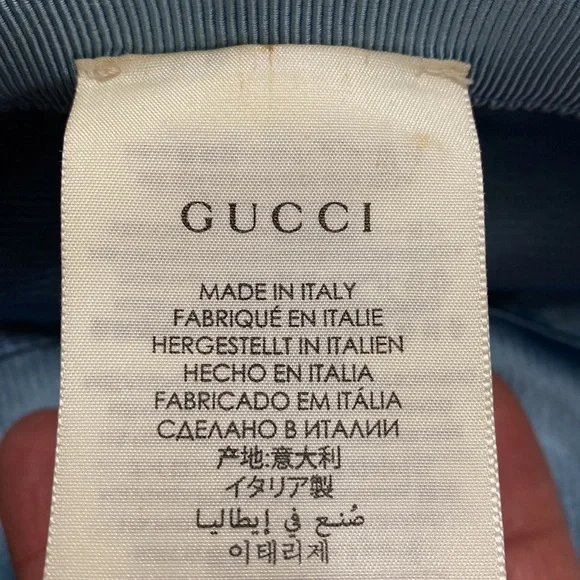 GUCCI
MADE IN ITALY
FABRIQUÉ EN ITALIE
HERGESTELLT IN ITALIEN
HECHO EN ITALIA
FABRICADO EM ITÁLIA
СДЕЛАНО В ИТАЛИИ
产地:意大利
イタリア製
صُنع في إيطاليا
이태리제